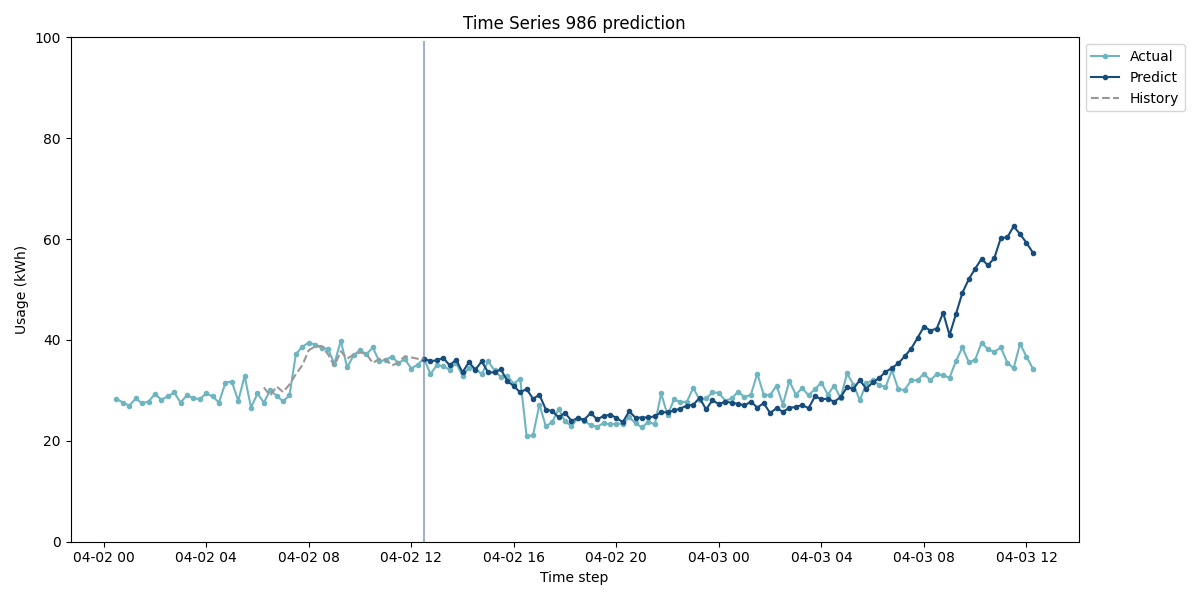 Time Series 986 prediction
100
80
60
40
20
0
Usage (kWh)
04-02 00 04-02 04 04-02 08 04-02 12 04-02 16 04-02 20 04-03 00 04-03 04 04-03 08 04-03 12
Time step
Actual
Predict
History